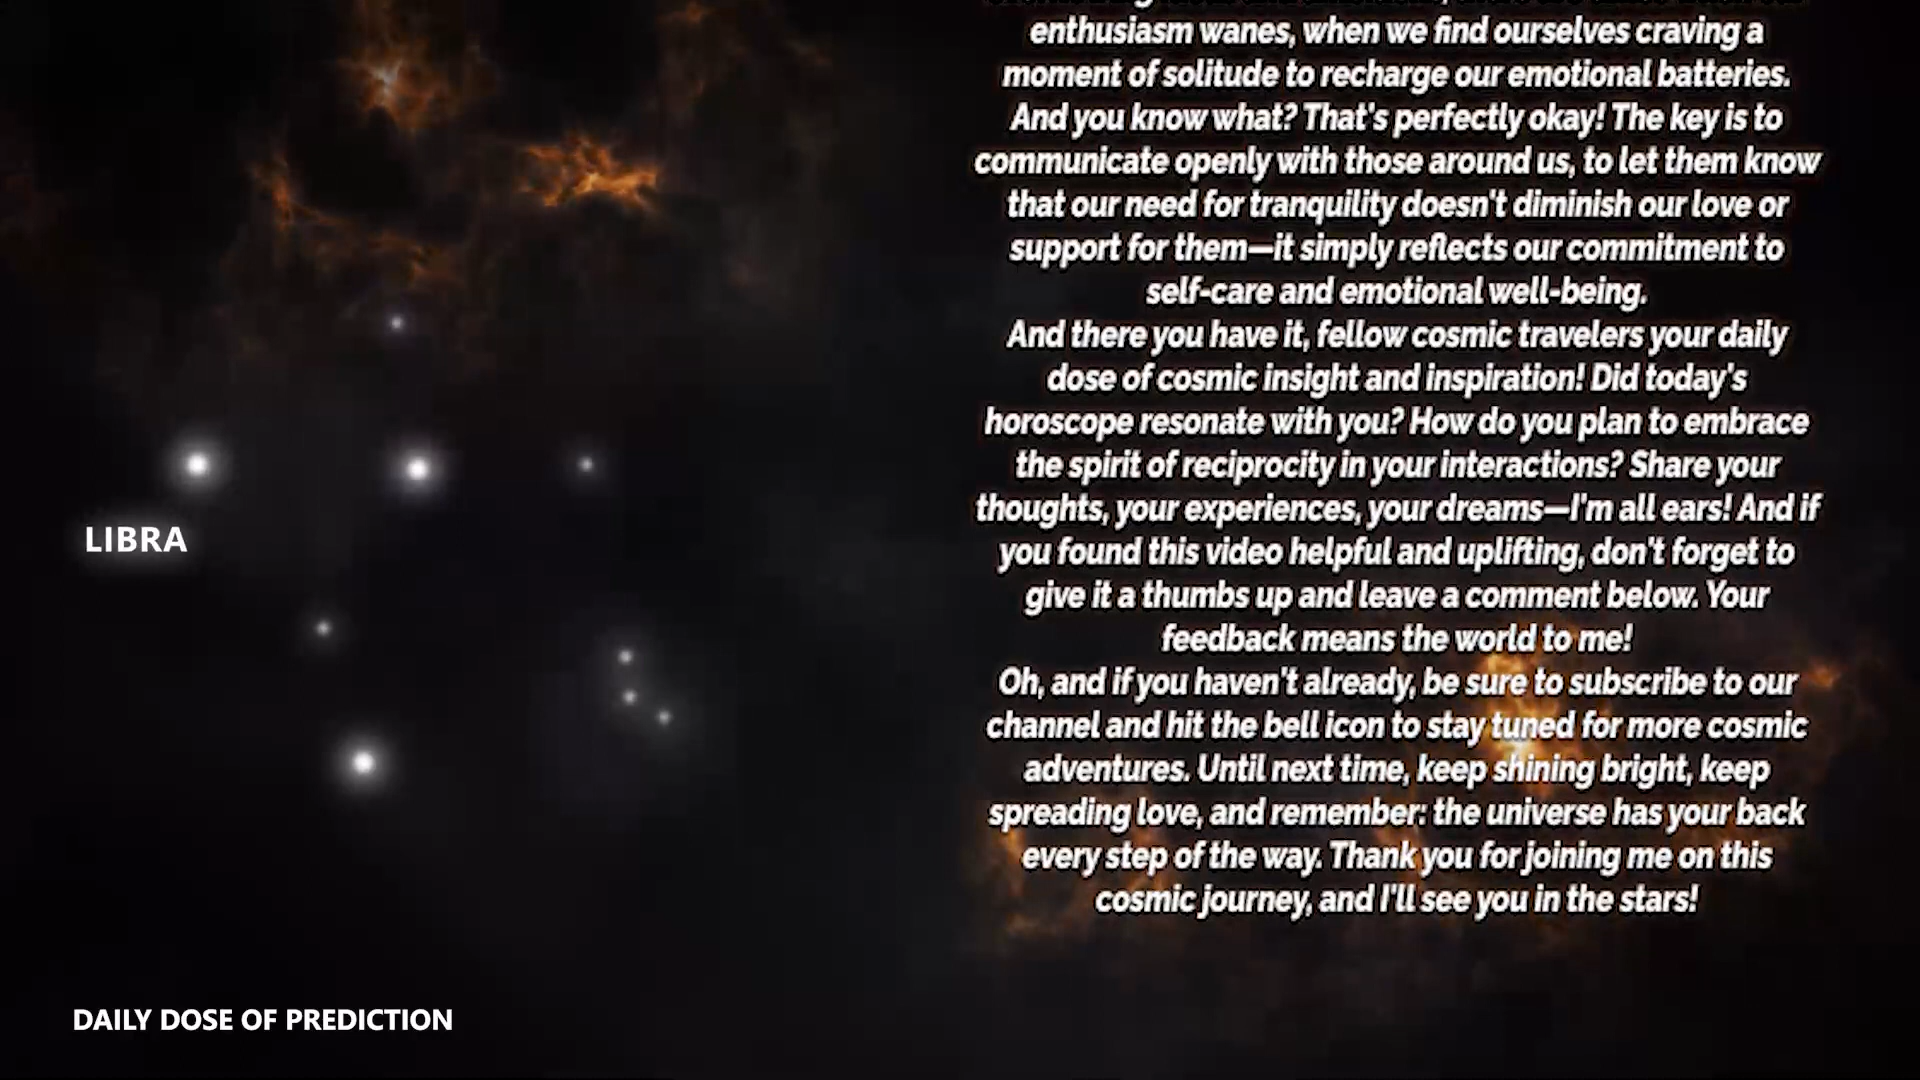 enthusiasm wanes, when we find ourselves craving a
moment of solitude to recharge our emotional batteries.
And you know what? That's perfectly okay! The key is to
communicate openly with those around us, to let them know
that our need for tranquility doesn't diminish our love or
support for them—it simply reflects our commitment to
self-care and emotional well-being.
And there you have it, fellow cosmic travelers your daily
dose of cosmic insight and inspiration! Did today's
horoscope resonate with you? How do you plan to embrace
the spirit of reciprocity in your interactions? Share your
thoughts, your experiences, your dreams—I'm all ears! And if
you found this video helpful and uplifting, don't forget to
give it a thumbs up and leave a comment below. Your
feedback means the world to me!
Oh, and if you haven't already, be sure to subscribe to our
channel and hit the bell icon to stay tuned for more cosmic
adventures. Until next time, keep shining bright, keep
spreading love, and remember: the universe has your back
every step of the way. Thank you for joining me on this
cosmic journey, and I'll see you in the stars!
LIBRA
DAILY DOSE OF PREDICTION